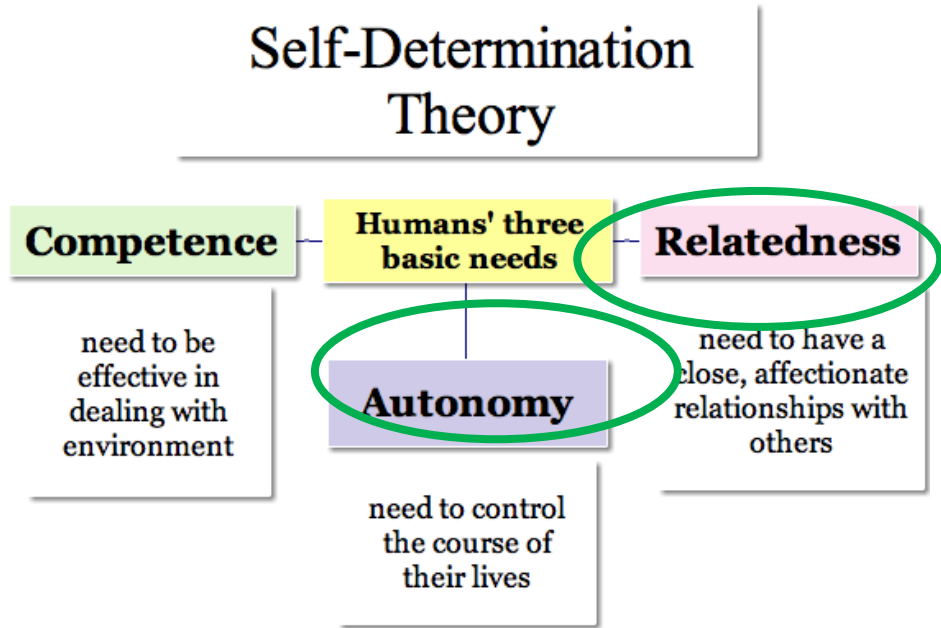 Self-Determination
Theory
Competence
Humans' three
basic needs
Relatedness
need to be
effective in
dealing with
environment
Autonomy
need to control
the course of
their lives
need to have a
close, affectionate
relationships with
others